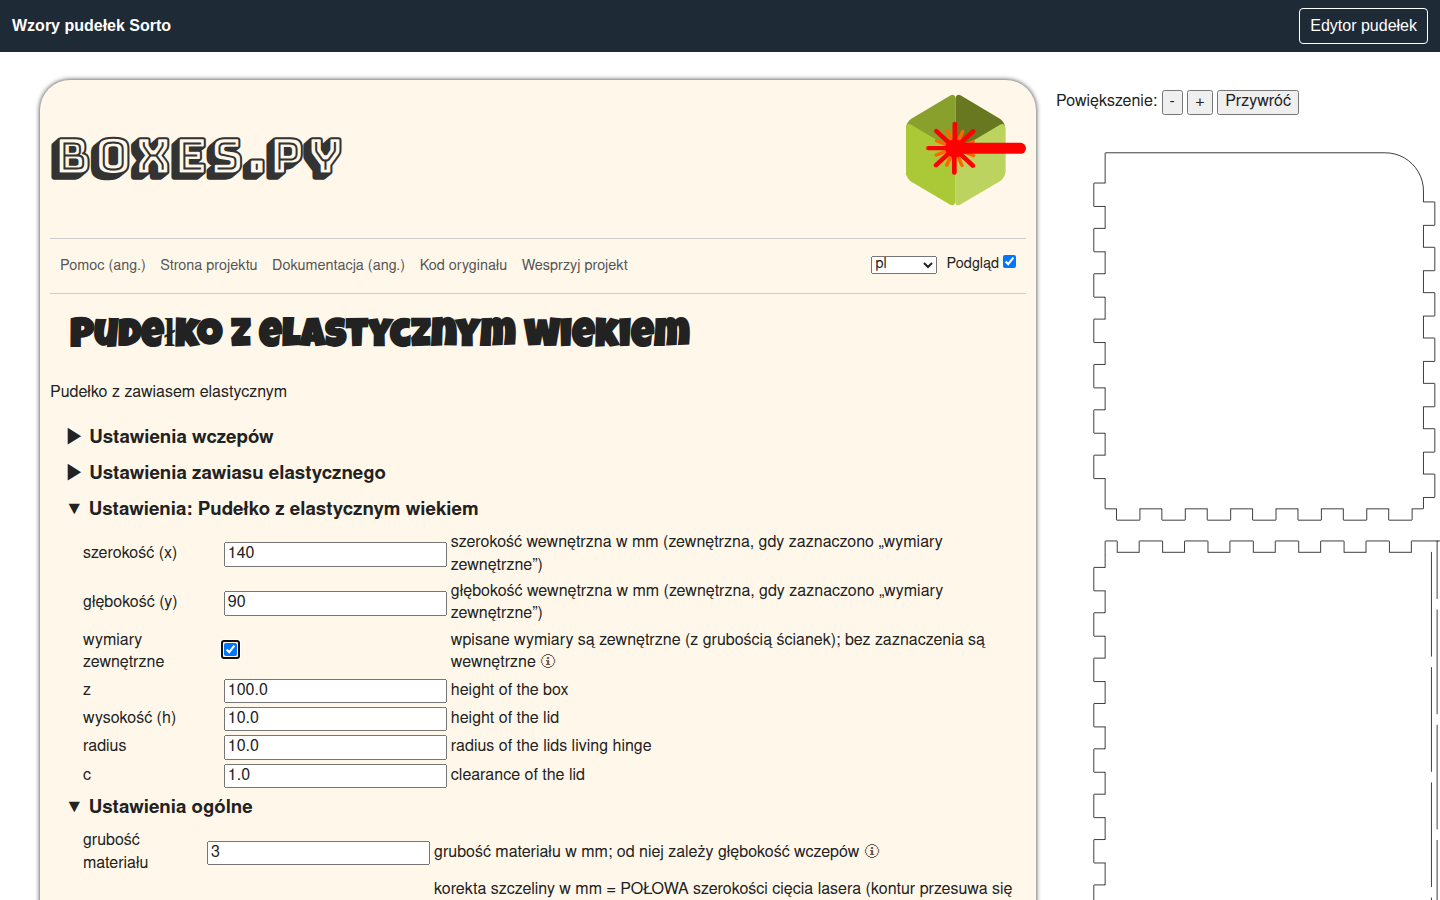 Wzory pudełek Sorto
Edytor pudełek
BOXES.PY
Powiększenie: - + Przywróć
Pomoc (ang.) Strona projektu Dokumentacja (ang.) Kod oryginału Wesprzyj projekt
pl Podgląd
Pudełko z elastycznym wiekiem
Pudełko z zawiasem elastycznym
▶ Ustawienia wczepów
▶ Ustawienia zawiasu elastycznego
▼ Ustawienia: Pudełko z elastycznym wiekiem
szerokość (x) 140 szerokość wewnętrzna w mm (zewnętrzna, gdy zaznaczono „wymiary
zewnętrzne”)
głębokość (y) 90 głębokość wewnętrzna w mm (zewnętrzna, gdy zaznaczono „wymiary
zewnętrzne”)
wymiary
zewnętrzne
wpisane wymiary są zewnętrzne (z grubością ścianek); bez zaznaczenia są
wewnętrzne ⓘ
z 100.0 height of the box
wysokość (h) 10.0 height of the lid
radius 10.0 radius of the lids living hinge
c 1.0 clearance of the lid
▼ Ustawienia ogólne
grubość
materiału
3 grubość materiału w mm; od niej zależy głębokość wczepów ⓘ
korekta szczeliny w mm = POŁOWA szerokości cięcia lasera (kontur przesuwa się